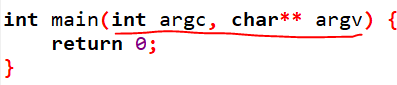 int main(int argc, char** argv) {
    return 0;
}